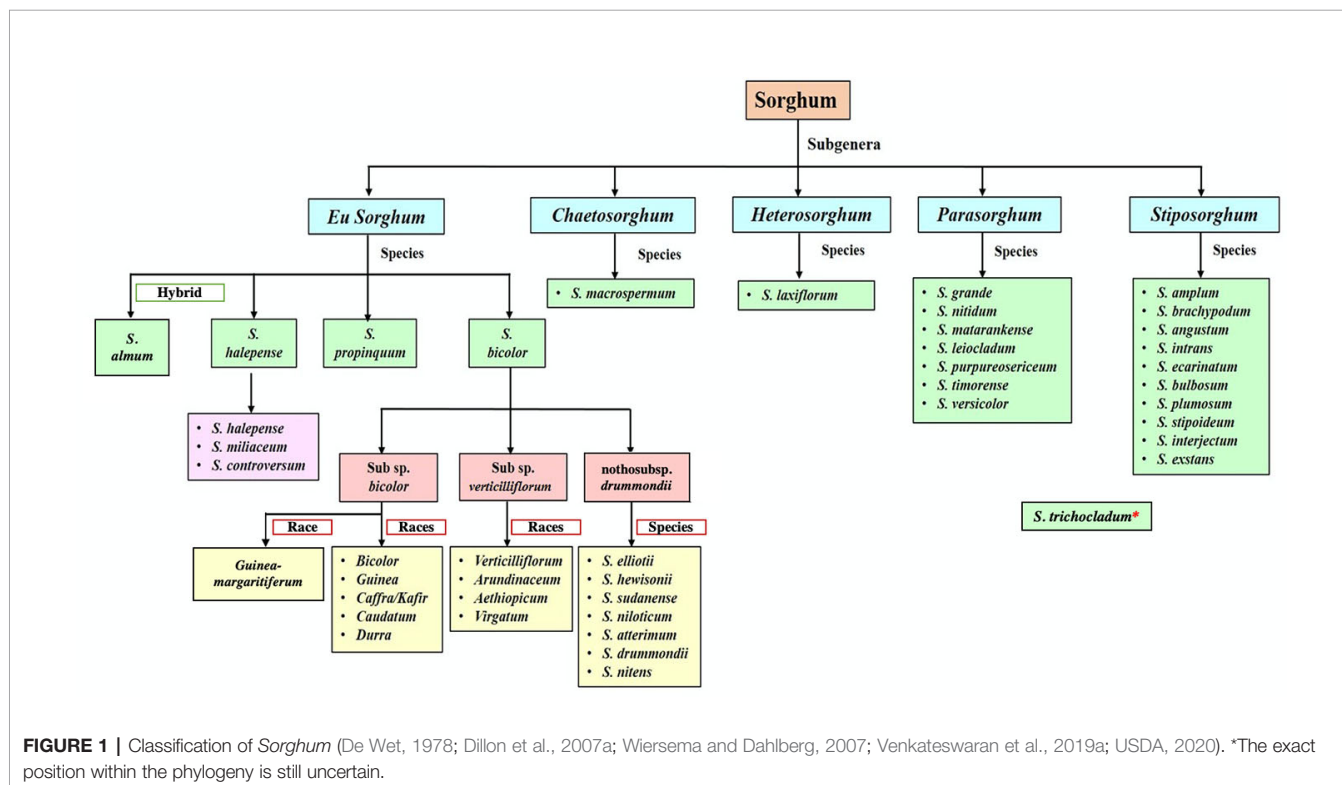 Sorghum
Subgenera
Eu Sorghum
Chaetosorghum
Heterosorghum
Parasorghum
Stiposorghum
Species
Species
Species
Species
Species
• S. macrospermum
• S. laxiflorum
• S. grande
• S. nitidum
• S. matarankense
• S. leiocladum
• S. purpureosericeum
• S. timorense
• S. versicolor
• S. amplum
• S. brachypodum
• S. angustum
• S. intrans
• S. ecarinatum
• S. bulbosum
• S. plumosum
• S. stipoideum
• S. interjectum
• S. exstans
Hybrid
S.
almum
S.
halepense
S.
propinquum
S.
bicolor
• S. halepense
• S. miliaceum
• S. controversum
Sub sp.
bicolor
Sub sp.
verticilliflorum
nothosubsp.
drummondii
S. trichocladum*
Race
Races
Races
Species
Guinea-
margaritiferum
• Bicolor
• Guinea
• Caffra/Kafir
• Caudatum
• Durra
• Verticilliflorum
• Arundinaceum
• Aethiopicum
• Virgatum
• S. elliotii
• S. hewisonii
• S. sudanense
• S. niloticum
• S. atterimum
• S. drummondii
• S. nitens
FIGURE 1 | Classification of Sorghum (De Wet, 1978; Dillon et al., 2007a; Wiersema and Dahlberg, 2007; Venkateswaran et al., 2019a; USDA, 2020). *The exact
position within the phylogeny is still uncertain.